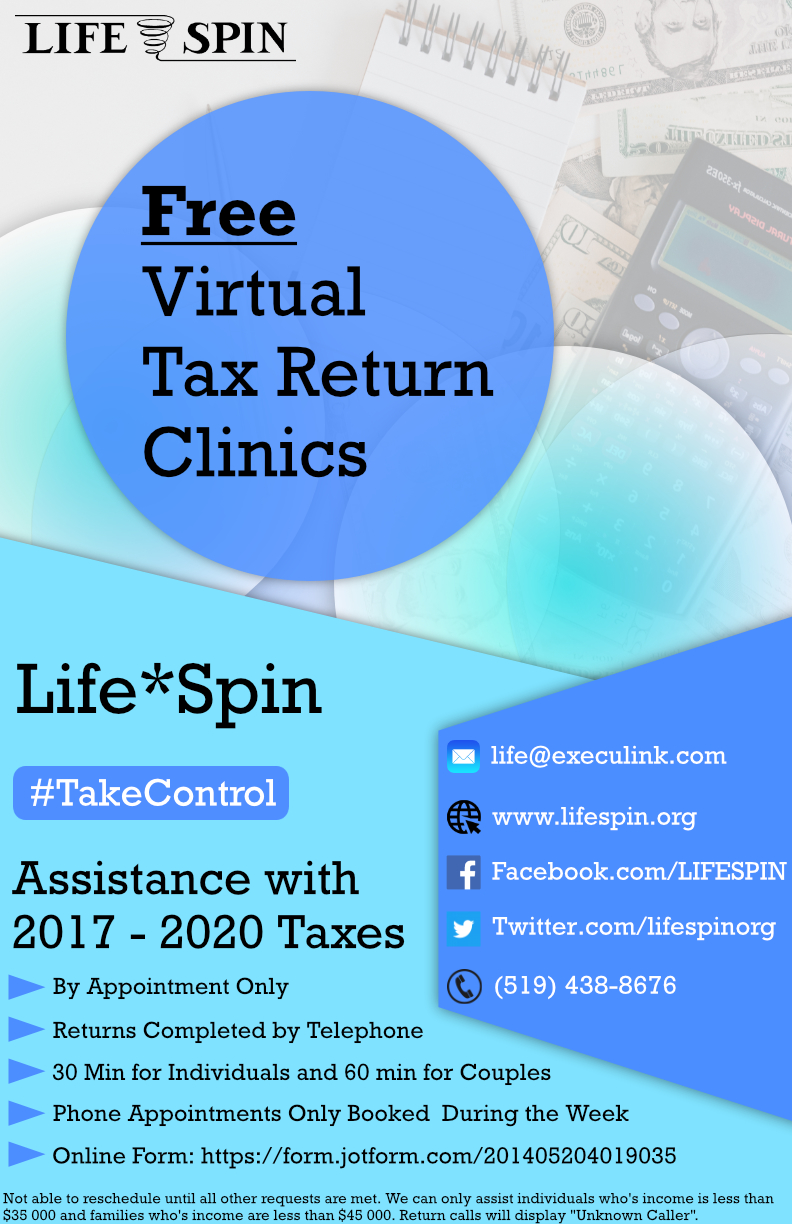 LIFE SPIN
Free
Virtual
Tax Return
Clinics
Life*Spin
#TakeControl
Assistance with
2017 - 2020 Taxes
By Appointment Only
Returns Completed by Telephone
30 Min for Individuals and 60 min for Couples
Phone Appointments Only Booked  During the Week
Online Form: https://form.jotform.com/201405204019035
life@execulink.com
www.lifespin.org
Facebook.com/LIFESPIN
Twitter.com/lifespinorg
(519) 438-8676
Not able to reschedule until all other requests are met. We can only assist individuals who's income is less than
$35 000 and families who's income are less than $45 000. Return calls will display "Unknown Caller".